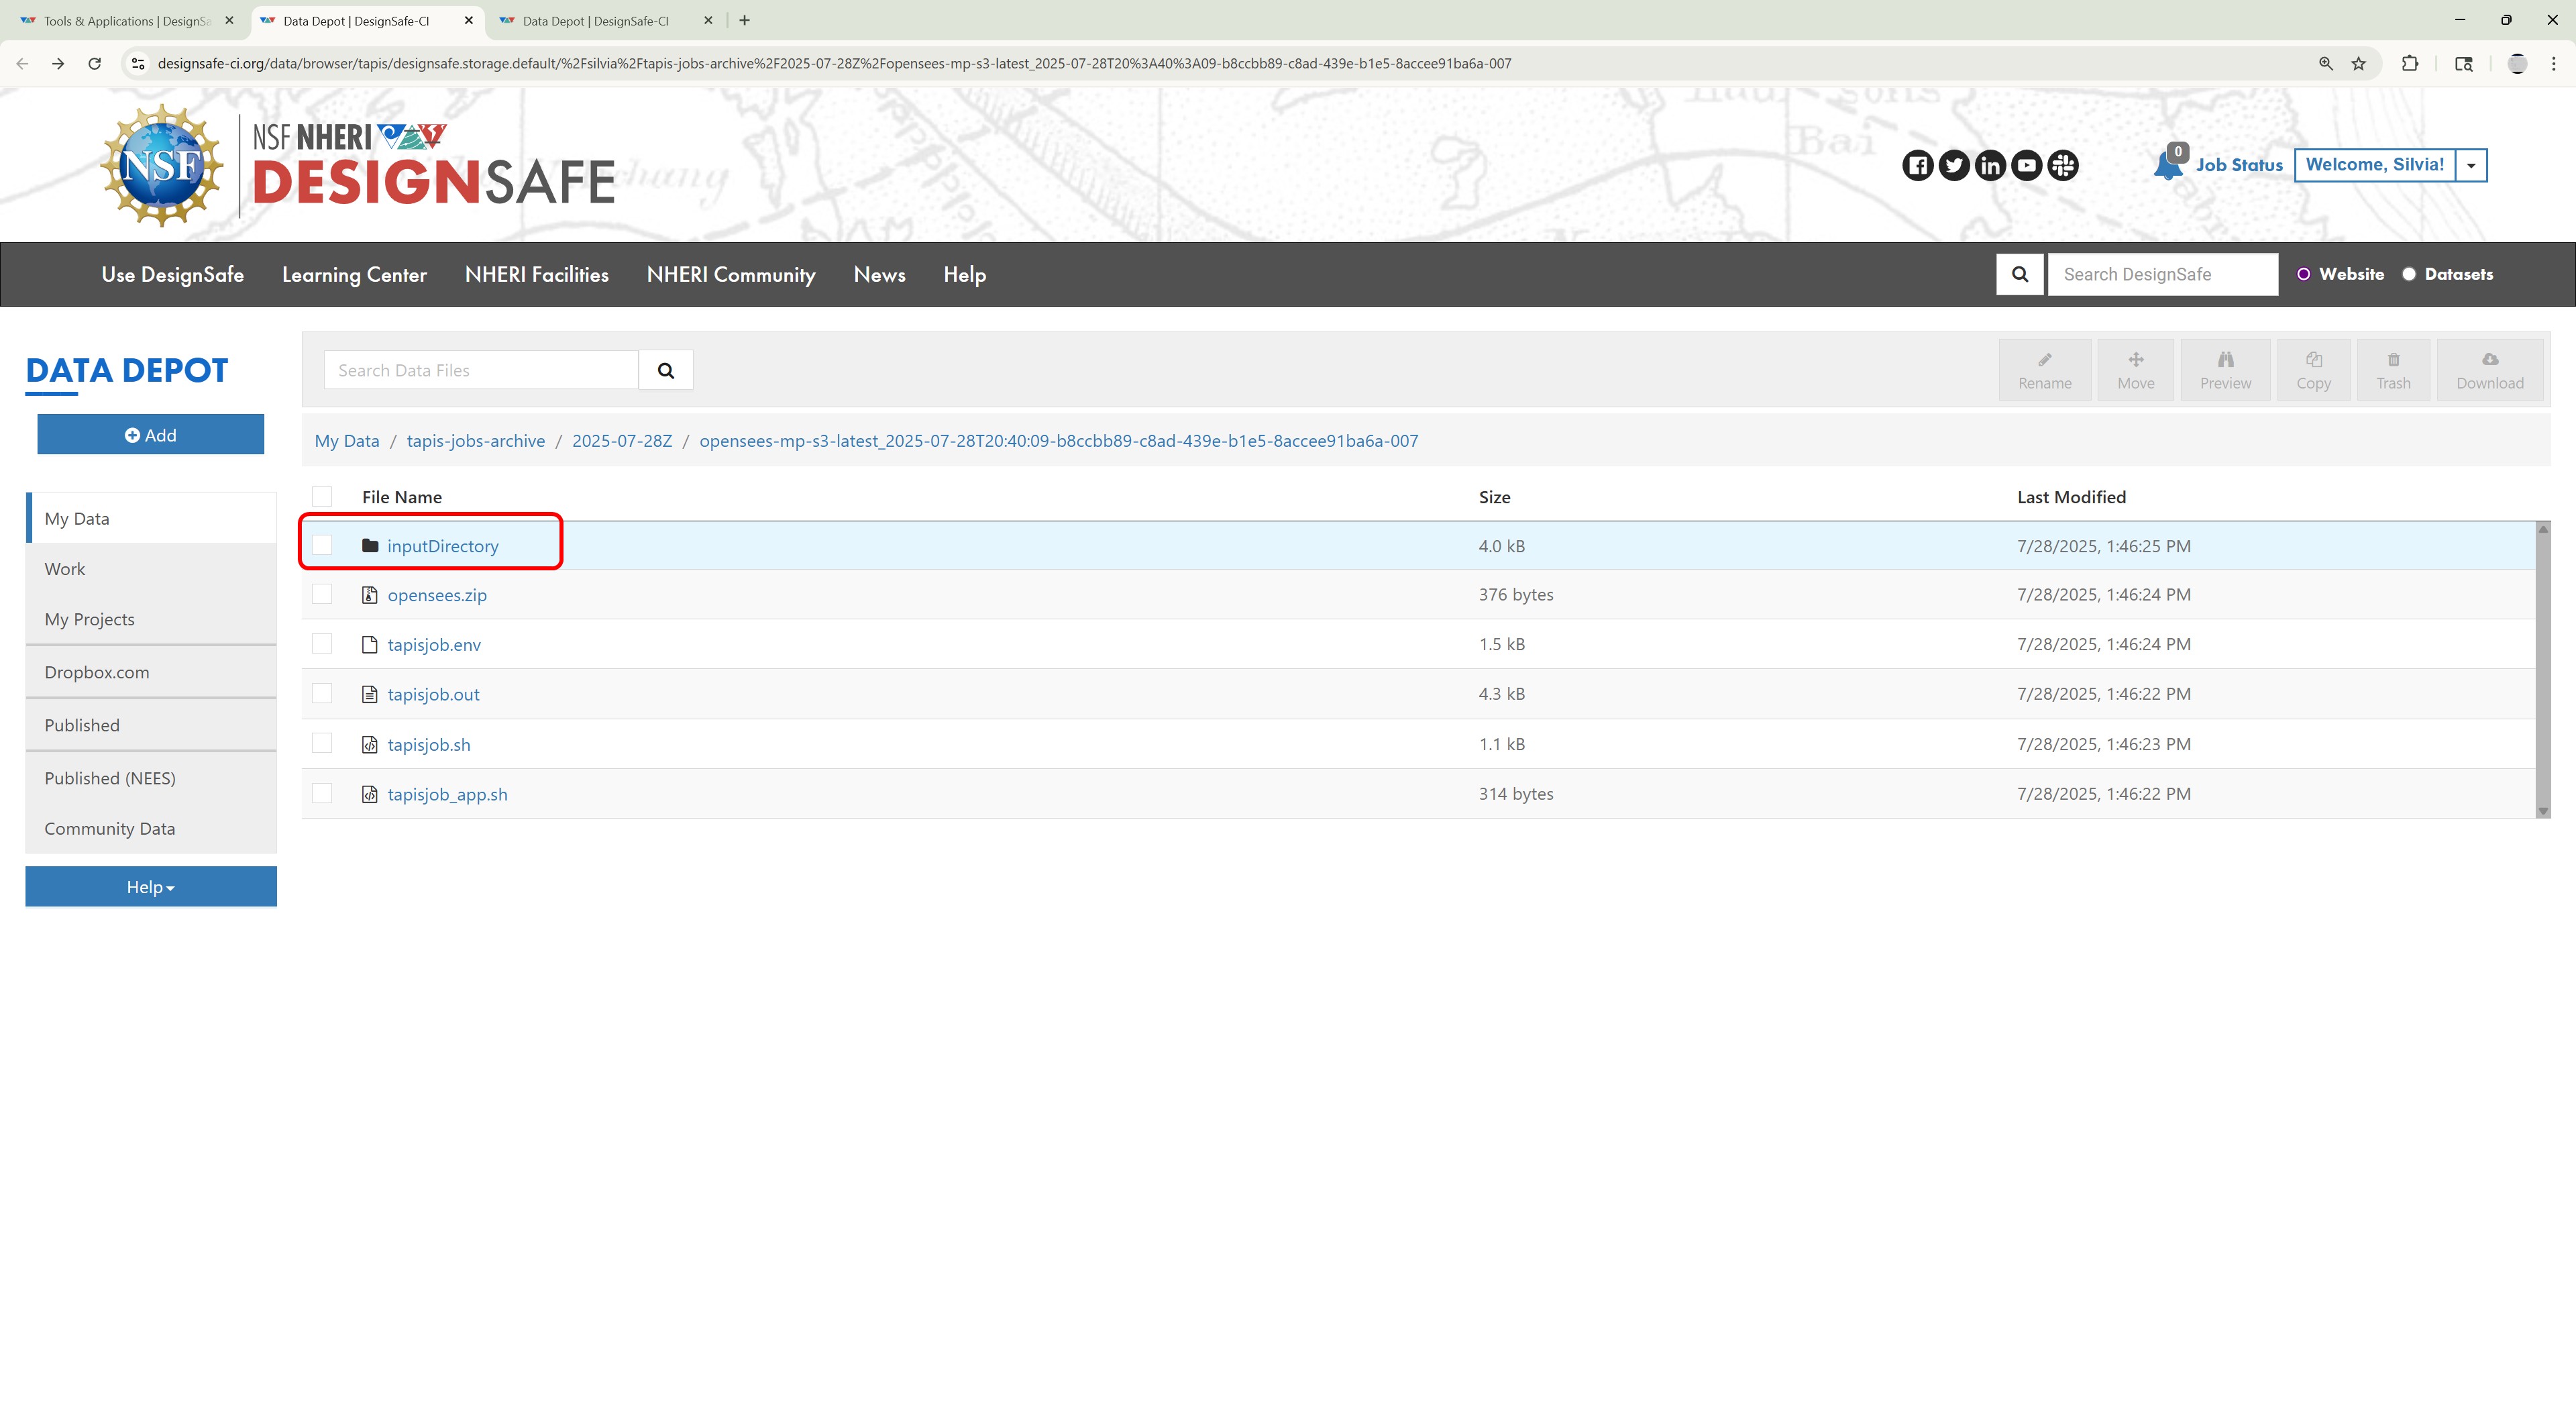 Tools & Applications | DesignSa
Data Depot | DesignSafe-CI
Data Depot | DesignSafe-CI
designsafe-ci.org/data/browser/tapis/designsafe.storage.default/%2Fsilvia%2Ftapis-jobs-archive%2F2025-07-28Z%2Fopensees-mp-s3-latest_2025-07-28T20%3A40%3A09-b8ccbb89-c8ad-439e-b1e5-8accee91ba6a-007
NSF
NSF NHERI
DESIGNSAFE
0
Job Status
Welcome, Silvia!
Use DesignSafe
Learning Center
NHERI Facilities
NHERI Community
News
Help
Search DesignSafe
Website
Datasets
DATA DEPOT
Search Data Files
Rename
Move
Preview
Copy
Trash
Download
Add
My Data / tapis-jobs-archive / 2025-07-28Z / opensees-mp-s3-latest_2025-07-28T20:40:09-b8ccbb89-c8ad-439e-b1e5-8accee91ba6a-007
File Name Size Last Modified
inputDirectory 4.0 kB 7/28/2025, 1:46:25 PM
opensees.zip 376 bytes 7/28/2025, 1:46:24 PM
tapisjob.env 1.5 kB 7/28/2025, 1:46:24 PM
tapisjob.out 4.3 kB 7/28/2025, 1:46:22 PM
tapisjob.sh 1.1 kB 7/28/2025, 1:46:23 PM
tapisjob_app.sh 314 bytes 7/28/2025, 1:46:22 PM
My Data
Work
My Projects
Dropbox.com
Published
Published (NEES)
Community Data
Help